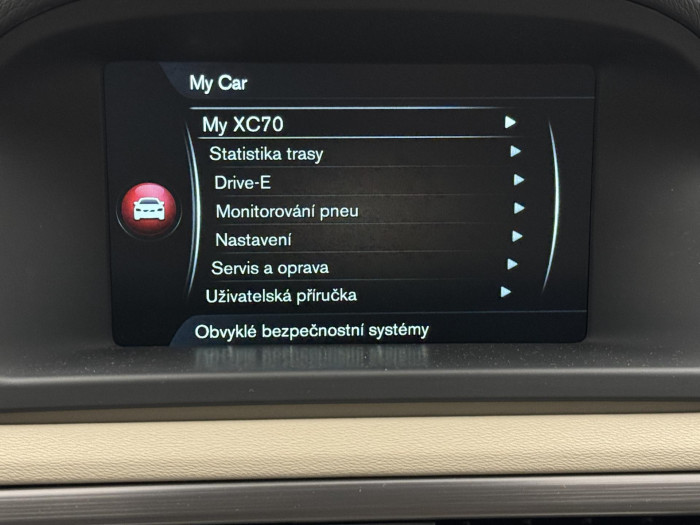 My Car
My XC70
Statistika trasy
Drive-E
Monitorování pneu
Nastavení
Servis a oprava
Uživatelská příručka
Obvyklé bezpečnostní systémy